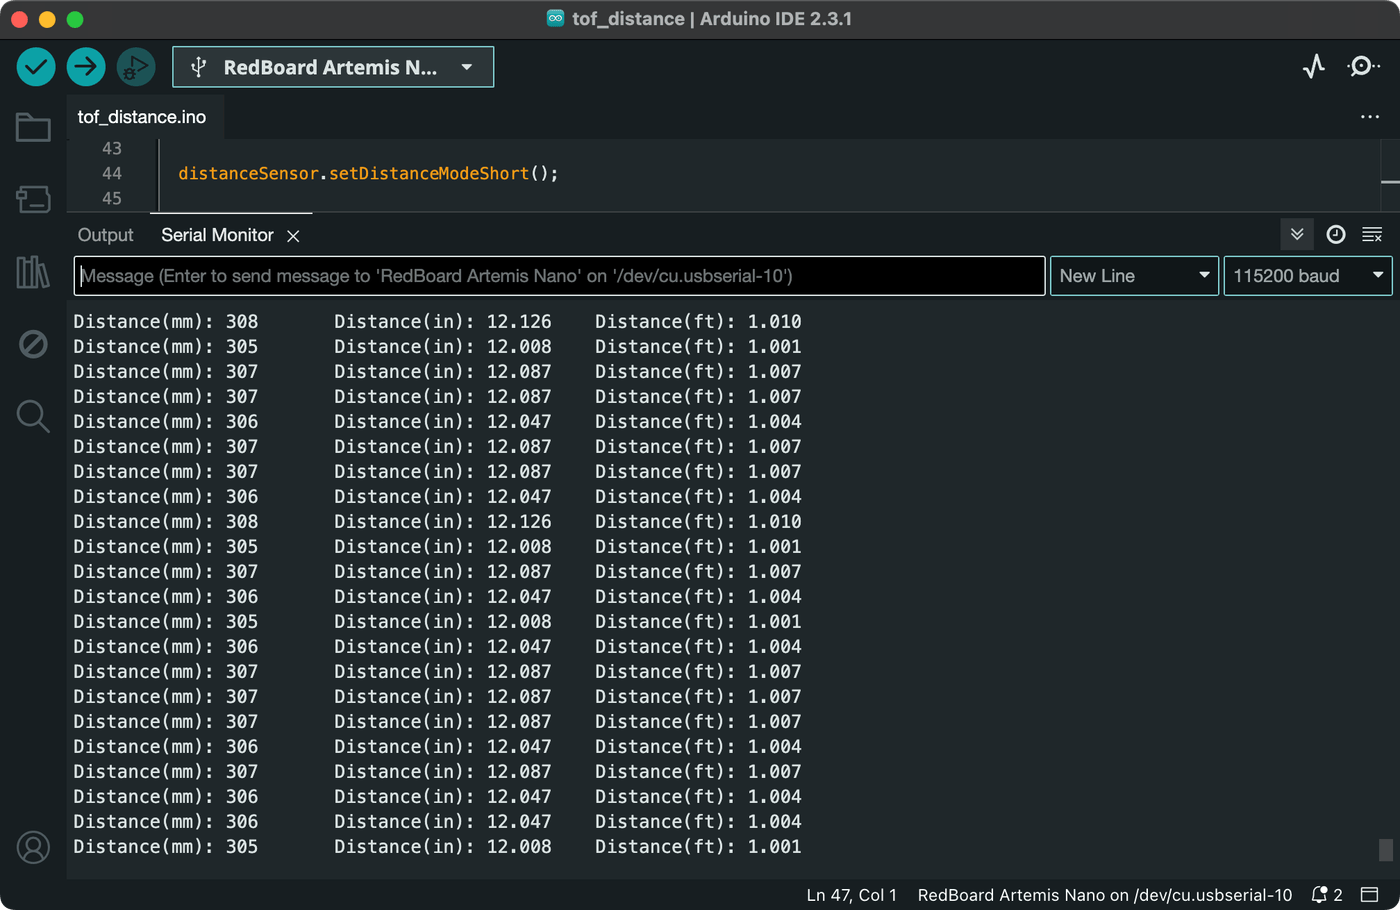 tof_distance | Arduino IDE 2.3.1
RedBoard Artemis N...
tof_distance.ino
43
44 distanceSensor.setDistanceModeShort();
45
Output Serial Monitor
Message (Enter to send message to 'RedBoard Artemis Nano' on '/dev/cu.usbserial-10') New Line 115200 baud
Distance(mm): 308 Distance(in): 12.126 Distance(ft): 1.010
Distance(mm): 305 Distance(in): 12.008 Distance(ft): 1.001
Distance(mm): 307 Distance(in): 12.087 Distance(ft): 1.007
Distance(mm): 307 Distance(in): 12.087 Distance(ft): 1.007
Distance(mm): 306 Distance(in): 12.047 Distance(ft): 1.004
Distance(mm): 307 Distance(in): 12.087 Distance(ft): 1.007
Distance(mm): 307 Distance(in): 12.087 Distance(ft): 1.007
Distance(mm): 306 Distance(in): 12.047 Distance(ft): 1.004
Distance(mm): 308 Distance(in): 12.126 Distance(ft): 1.010
Distance(mm): 305 Distance(in): 12.008 Distance(ft): 1.001
Distance(mm): 307 Distance(in): 12.087 Distance(ft): 1.007
Distance(mm): 306 Distance(in): 12.047 Distance(ft): 1.004
Distance(mm): 305 Distance(in): 12.008 Distance(ft): 1.001
Distance(mm): 306 Distance(in): 12.047 Distance(ft): 1.004
Distance(mm): 307 Distance(in): 12.087 Distance(ft): 1.007
Distance(mm): 307 Distance(in): 12.087 Distance(ft): 1.007
Distance(mm): 307 Distance(in): 12.087 Distance(ft): 1.007
Distance(mm): 306 Distance(in): 12.047 Distance(ft): 1.004
Distance(mm): 307 Distance(in): 12.087 Distance(ft): 1.007
Distance(mm): 306 Distance(in): 12.047 Distance(ft): 1.004
Distance(mm): 306 Distance(in): 12.047 Distance(ft): 1.004
Distance(mm): 305 Distance(in): 12.008 Distance(ft): 1.001
Ln 47, Col 1 RedBoard Artemis Nano on /dev/cu.usbserial-10 2